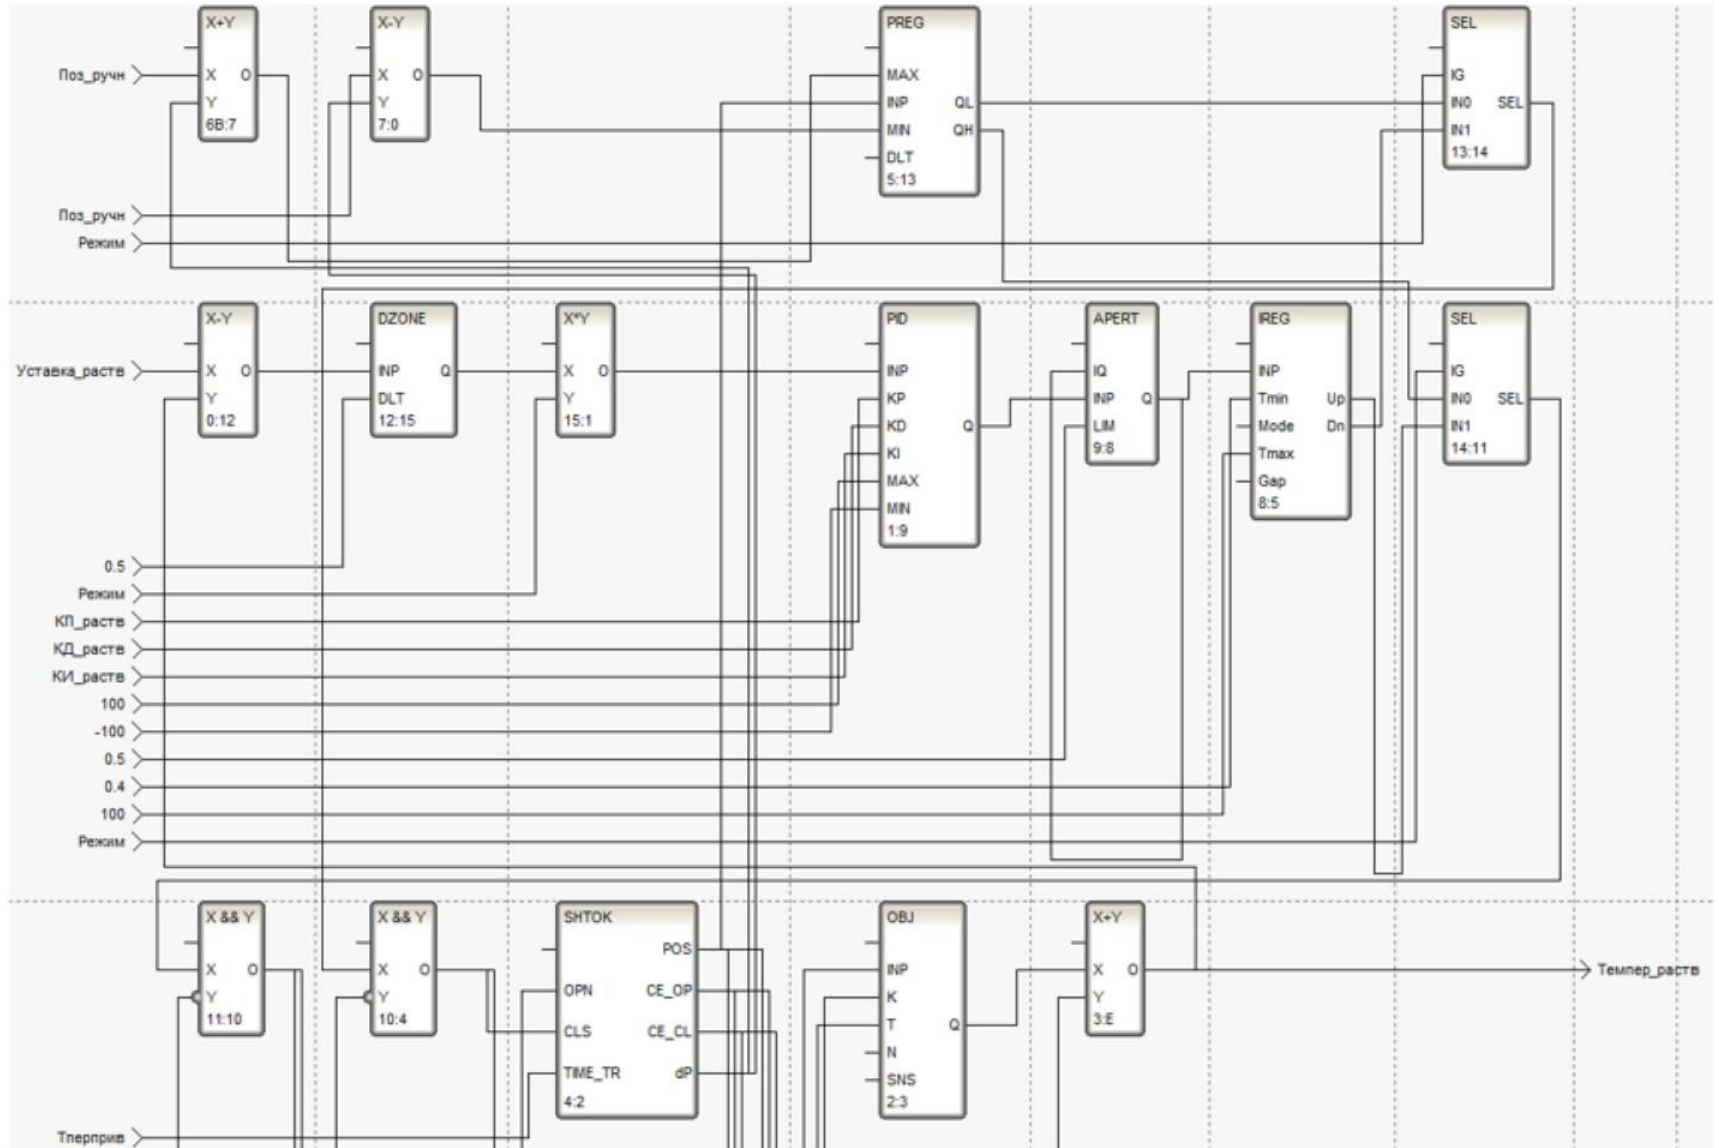 X+Y
X-Y
PREG
SEL
Поз_ручн
X
O
X
O
MAX
IG
Y
Y
INP
QL
IN0
SEL
6B:7
7:0
MIN
QH
IN1
DLT
13:14
5:13
Поз_ручн
Режим
X-Y
DZONE
X*Y
PID
APERT
IREG
SEL
Уставка_раств
X
O
INP
Q
X
O
INP
IQ
INP
IG
Y
DLT
Y
KP
INP
Q
Tmin
Up
IN0
SEL
0:12
12:15
15:1
KD
Q
LIM
Mode
Dn
IN1
KI
9:8
Tmax
14:11
MAX
Gap
MIN
8:5
1:9
0.5
Режим
КП_раств
КД_раств
КИ_раств
100
-100
0.5
0.4
100
Режим
X && Y
X && Y
SHTOK
OBJ
X+Y
POS
X
O
X
O
INP
X
O
Темпер_раств
Y
Y
OPN
CE_OP
K
Y
11:10
10:4
CLS
CE_CL
T
Q
3:E
N
TIME_TR
dP
SNS
4:2
2:3
Тперприв